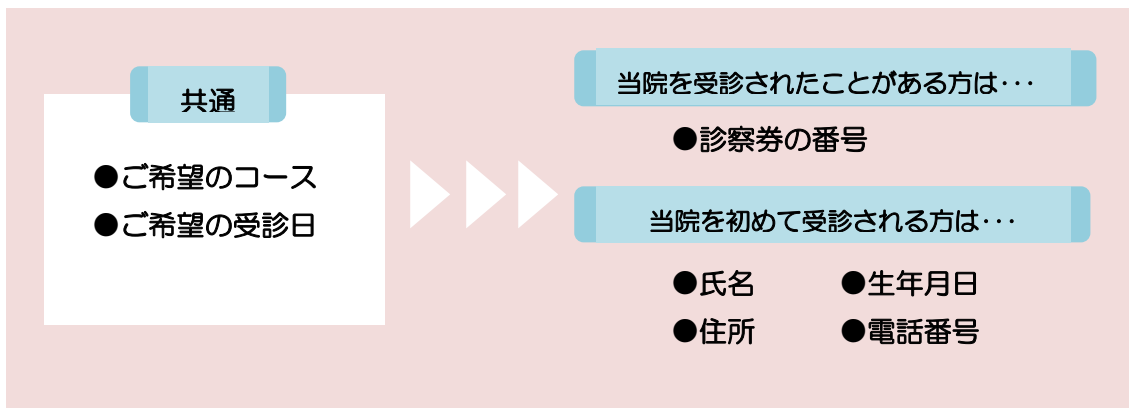 共通
●ご希望のコース
●ご希望の受診日
当院を受診されたことがある方は･･･
●診察券の番号
当院を初めて受診される方は･･･
●氏名 ●生年月日
●住所 ●電話番号